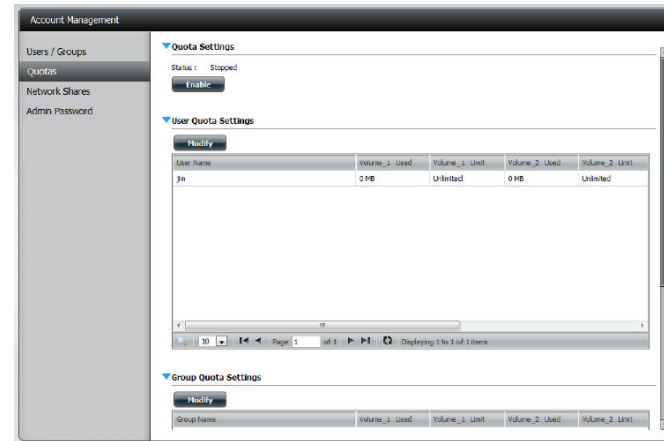 Account Management
Users / Groups
Quotas
Network Shares
Admin Password
Quota Settings
Status : Stopped
Enable
User Quota Settings
Modify
User Name Volume_1 Used Volume_1 Limit Volume_2 Used Volume_2 Limit
jim 0 MB Unlimited 0 MB Unlimited
10 Page 1 of 1 Displaying 1 to 1 of 1 items
Group Quota Settings
Modify
Group Name Volume_1 Used Volume_1 Limit Volume_2 Used Volume_2 Limit